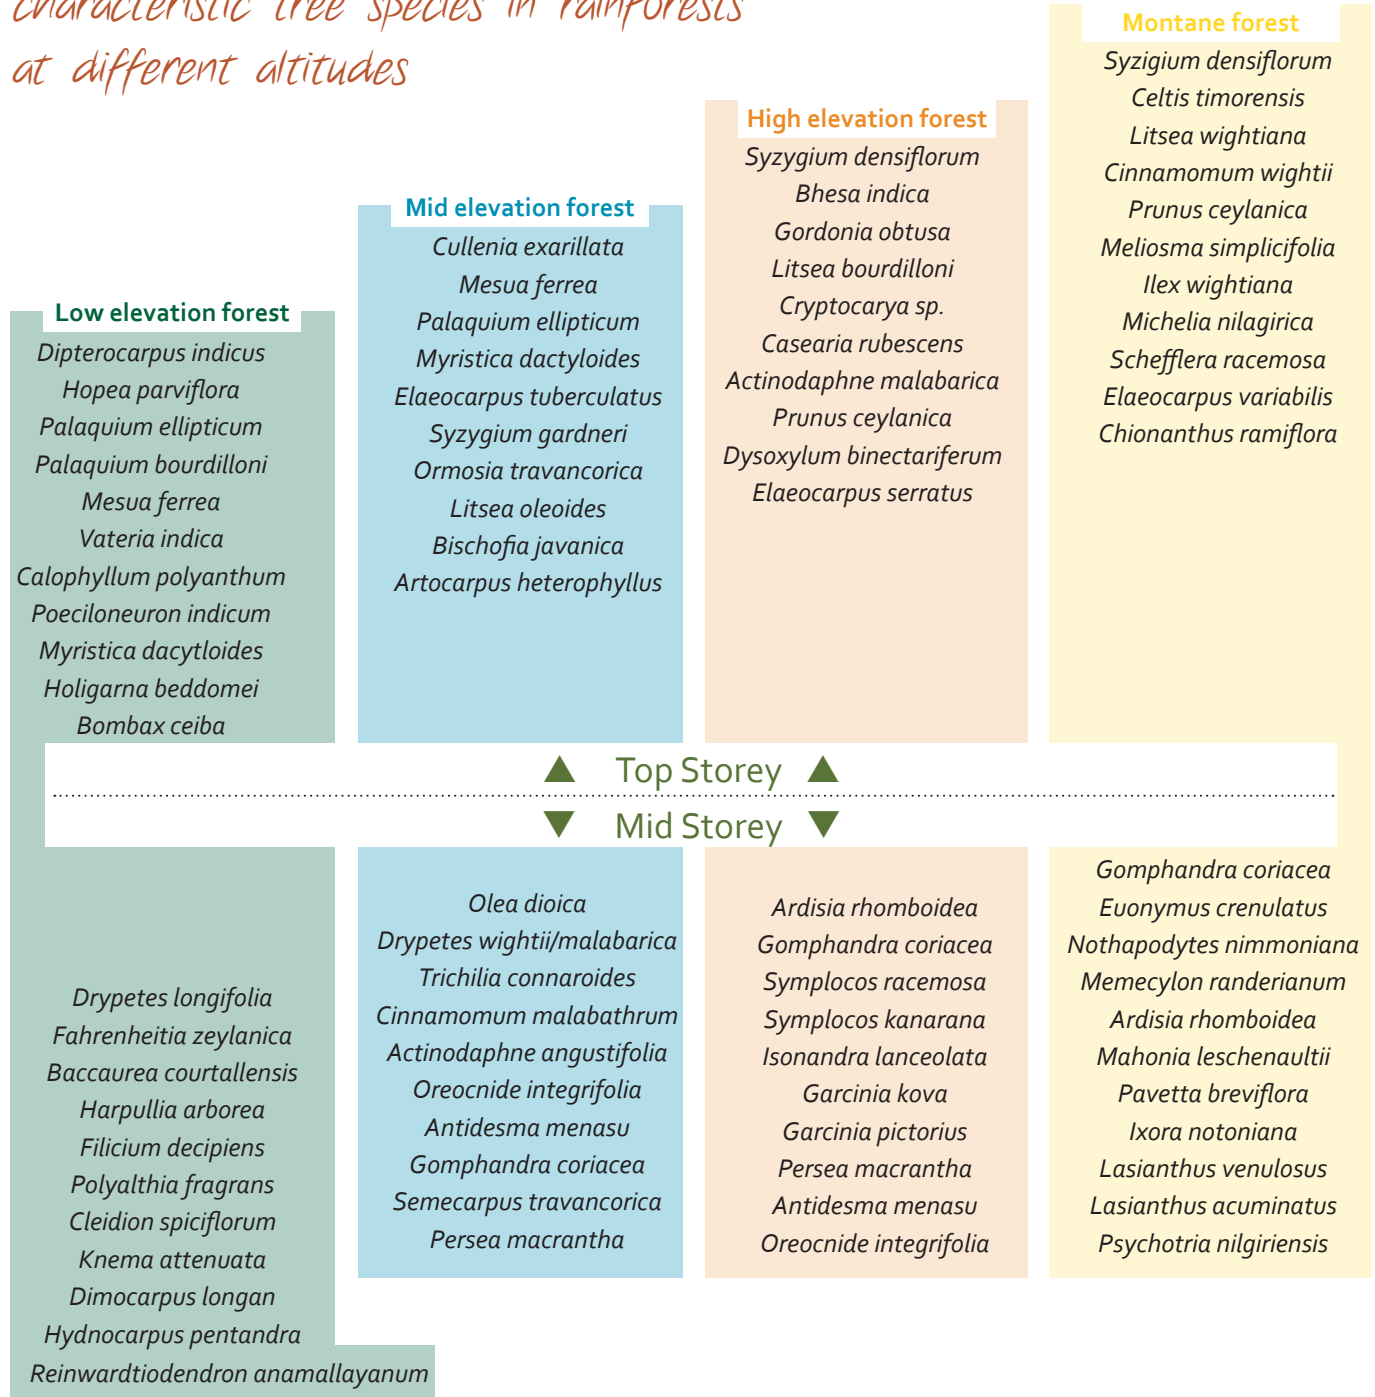 characteristic tree species in rainforests
at different altitudes
Montane forest
Syzigium densiflorum
Celtis timorensis
Litsea wightiana
Cinnamomum wightii
Prunus ceylanica
Meliosma simplicifolia
Ilex wightiana
Michelia nilagirica
Schefflera racemosa
Elaeocarpus variabilis
Chionanthus ramiflora
High elevation forest
Syzygium densiflorum
Bhesa indica
Gordonia obtusa
Litsea bourdilloni
Cryptocarya sp.
Casearia rubescens
Actinodaphne malabarica
Prunus ceylanica
Dysoxylum binectariferum
Elaeocarpus serratus
Mid elevation forest
Cullenia exarillata
Mesua ferrea
Palaquium ellipticum
Myristica dactyloides
Elaeocarpus tuberculatus
Syzygium gardneri
Ormosia travancorica
Litsea oleoides
Bischofia javanica
Artocarpus heterophyllus
Low elevation forest
Dipterocarpus indicus
Hopea parviflora
Palaquium ellipticum
Palaquium bourdilloni
Mesua ferrea
Vateria indica
Calophyllum polyanthum
Poeciloneuron indicum
Myristica dacytloides
Holigarna beddomei
Bombax ceiba
▲ Top Storey ▲
▼ Mid Storey ▼
Drypetes longifolia
Fahrenheitia zeylanica
Baccaurea courtallensis
Harpullia arborea
Filicium decipiens
Polyalthia fragrans
Cleidion spiciflorum
Knema attenuata
Dimocarpus longan
Hydnocarpus pentandra
Reinwardtiodendron anamallayanum
Olea dioica
Drypetes wightii/malabarica
Trichilia connaroides
Cinnamomum malabathrum
Actinodaphne angustifolia
Oreocnide integrifolia
Antidesma menasu
Gomphandra coriacea
Semecarpus travancorica
Persea macrantha
Ardisia rhomboidea
Gomphandra coriacea
Symplocos racemosa
Symplocos kanarana
Isonandra lanceolata
Garcinia kova
Garcinia pictorius
Persea macrantha
Antidesma menasu
Oreocnide integrifolia
Gomphandra coriacea
Euonymus crenulatus
Nothapodytes nimmoniana
Memecylon randerianum
Ardisia rhomboidea
Mahonia leschenaultii
Pavetta breviflora
Ixora notoniana
Lasianthus venulosus
Lasianthus acuminatus
Psychotria nilgiriensis